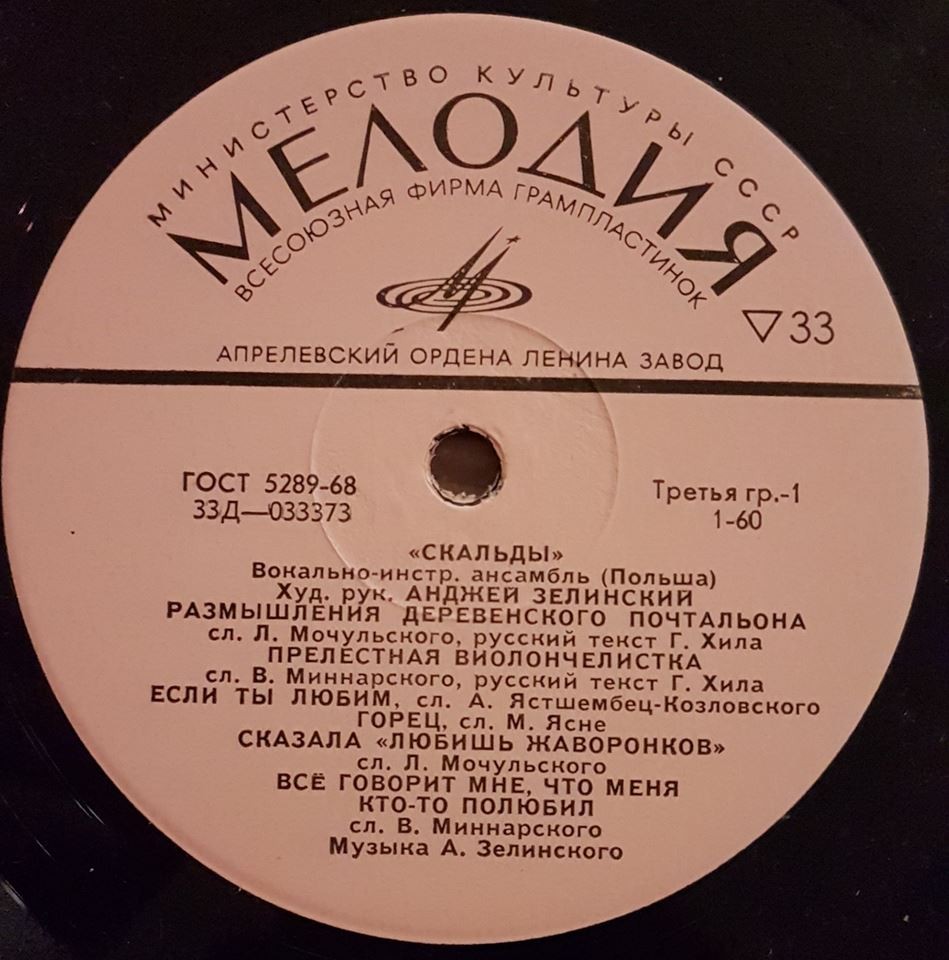 МИНИСТЕРСТВО КУЛЬТУРЫ СССР
МЕЛОДИЯ
ВСЕСОЮЗНАЯ ФИРМА ГРАМПЛАСТИНОК
33
АПРЕЛЕВСКИЙ ОРДЕНА ЛЕНИНА ЗАВОД
ГОСТ 5289-68
33Д—033373
Третья гр.-1
1-60
«СКАЛЬДЫ»
Вокально-инстр. ансамбль (Польша)
Худ. рук. АНДЖЕЙ ЗЕЛИНСКИЙ
РАЗМЫШЛЕНИЯ ДЕРЕВЕНСКОГО ПОЧТАЛЬОНА
сл. Л. Мочульского, русский текст Г. Хила
ПРЕЛЕСТНАЯ ВИОЛОНЧЕЛИСТКА
сл. В. Миннарского, русский текст Г. Хила
ЕСЛИ ТЫ ЛЮБИМ, сл. А. Ястшембец-Козловского
ГОРЕЦ, сл. М. Ясне
СКАЗАЛА «ЛЮБИШЬ ЖАВОРОНКОВ»
сл. Л. Мочульского
ВСЁ ГОВОРИТ МНЕ, ЧТО МЕНЯ
КТО-ТО ПОЛЮБИЛ
сл. В. Миннарского
Музыка А. Зелинского